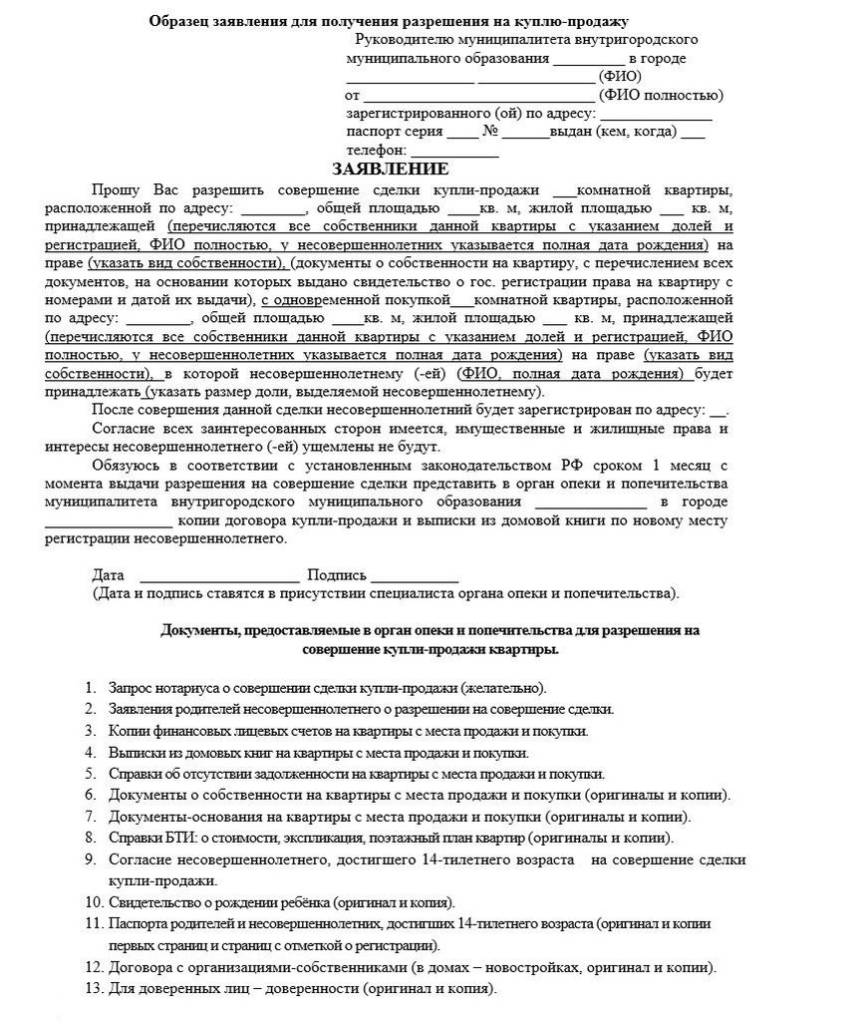 Образец заявления для получения разрешения на куплю-продажу
Руководителю муниципалитета внутригородского
муниципального образования __________ в городе
__________________ ________________ (ФИО)
от ________________________________ (ФИО полностью)
зарегистрированного (ой) по адресу: _______________
паспорт серия ____ № ______выдан (кем, когда) ___
телефон: ____________
ЗАЯВЛЕНИЕ
Прошу Вас разрешить совершение сделки купли-продажи ___комнатной квартиры,
расположенной по адресу: _________, общей площадью ____кв. м, жилой площадью ___ кв. м,
принадлежащей (перечисляются все собственники данной квартиры с указанием долей и
регистрацией, ФИО полностью, у несовершеннолетних указывается полная дата рождения) на
праве (указать вид собственности), (документы о собственности на квартиру, с перечислением всех
документов, на основании которых выдано свидетельство о гос. регистрации права на квартиру с
номерами и датой их выдачи), с одновременной покупкой___комнатной квартиры, расположенной
по адресу: _________, общей площадью ____кв. м, жилой площадью ___ кв. м, принадлежащей
(перечисляются все собственники данной квартиры с указанием долей и регистрацией, ФИО
полностью, у несовершеннолетних указывается полная дата рождения) на праве (указать вид
собственности), в которой несовершеннолетнему (-ей) (ФИО, полная дата рождения) будет
принадлежать (указать размер доли, выделяемой несовершеннолетнему).
После совершения данной сделки несовершеннолетний будет зарегистрирован по адресу: __.
Согласие всех заинтересованных сторон имеется, имущественные и жилищные права и
интересы несовершеннолетнего (-ей) ущемлены не будут.
Обязуюсь в соответствии с установленным законодательством РФ сроком 1 месяц с
момента выдачи разрешения на совершение сделки представить в орган опеки и попечительства
муниципалитета внутригородского муниципального образования _______________ в городе
_________________ копии договора купли-продажи и выписки из домовой книги по новому месту
регистрации несовершеннолетнего.
Дата ______________________ Подпись ____________
(Дата и подпись ставятся в присутствии специалиста органа опеки и попечительства).
Документы, предоставляемые в орган опеки и попечительства для разрешения на
совершение купли-продажи квартиры.
1. Запрос нотариуса о совершении сделки купли-продажи (желательно).
2. Заявления родителей несовершеннолетнего о разрешении на совершение сделки.
3. Копии финансовых лицевых счетов на квартиры с места продажи и покупки.
4. Выписки из домовых книг на квартиры с места продажи и покупки.
5. Справки об отсутствии задолженности на квартиры с места продажи и покупки.
6. Документы о собственности на квартиры с места продажи и покупки (оригиналы и копии).
7. Документы-основания на квартиры с места продажи и покупки (оригиналы и копии).
8. Справки БТИ: о стоимости, экспликация, поэтажный план квартир (оригиналы и копии).
9. Согласие несовершеннолетнего, достигшего 14-тилетнего возраста на совершение сделки
купли-продажи.
10. Свидетельство о рождении ребёнка (оригинал и копия).
11. Паспорта родителей и несовершеннолетних, достигших 14-тилетнего возраста (оригинал и копии
первых страниц и страниц с отметкой о регистрации).
12. Договора с организациями-собственниками (в домах – новостройках, оригинал и копии).
13. Для доверенных лиц – доверенности (оригинал и копия).